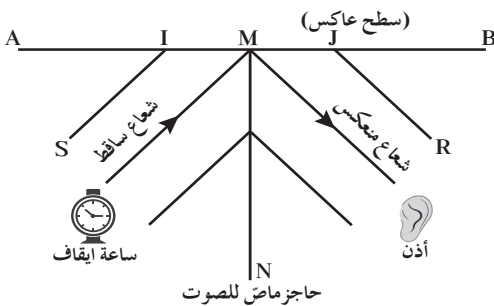 (سطح عاكس)
A I M J B
شعاع ساقط
شعاع منعكس
S R
ساعة ايقاف
أذن
N
حاجز ماصّ للصوت